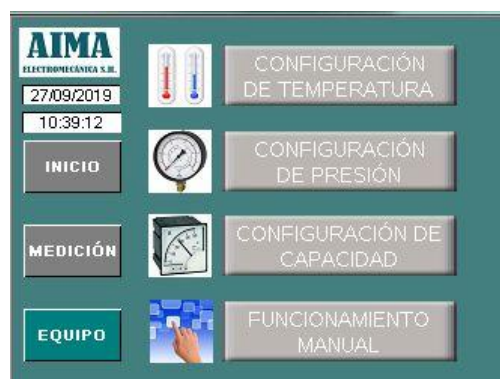 AIMA
ELECTROMECÁNICA S.H.
27/09/2019
10:39:12
INICIO
MEDICIÓN
EQUIPO
CONFIGURACIÓN
DE TEMPERATURA
CONFIGURACIÓN
DE PRESIÓN
CONFIGURACIÓN DE
CAPACIDAD
FUNCIONAMIENTO
MANUAL